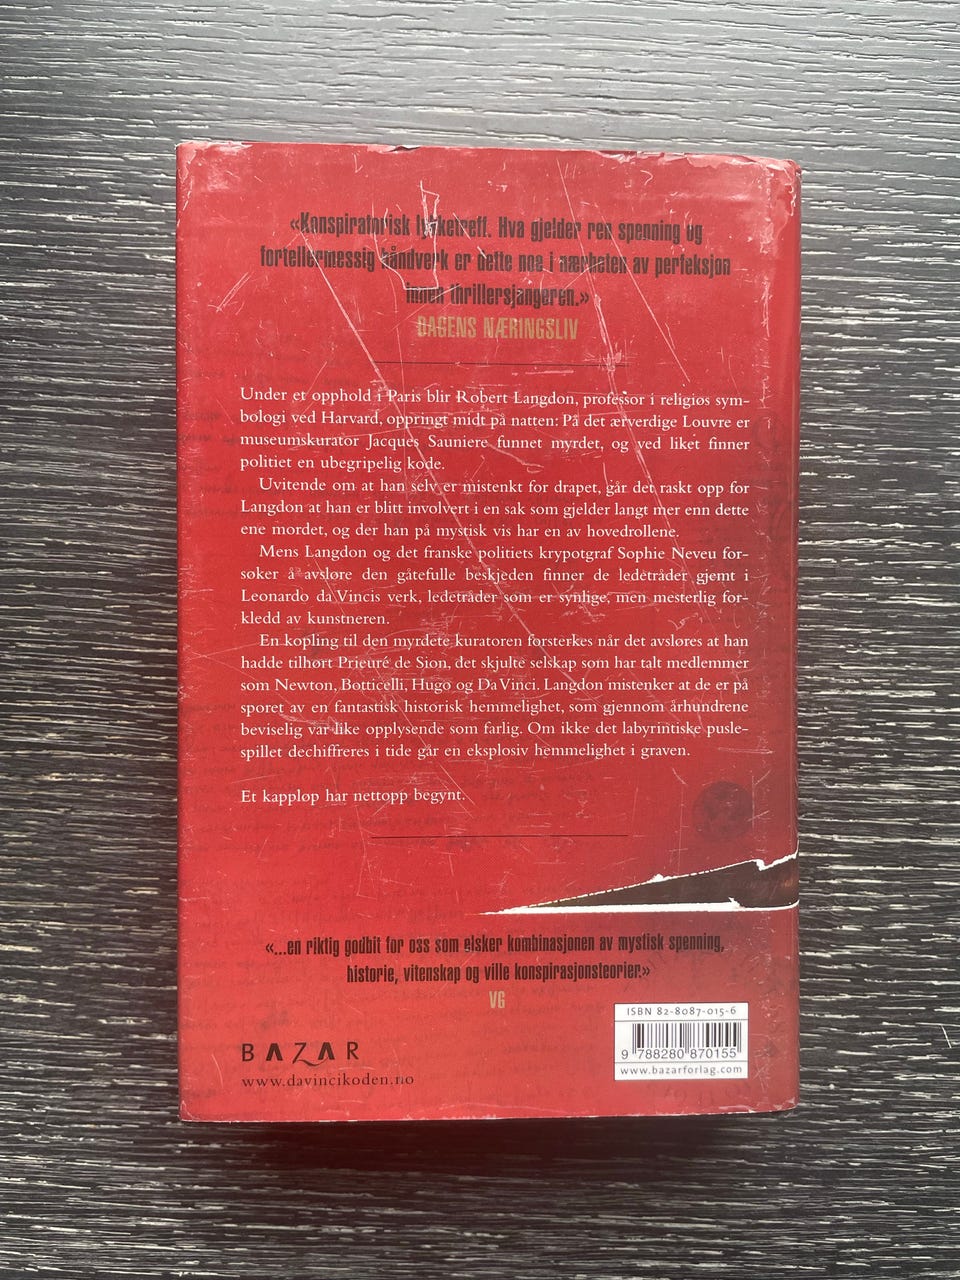 «Konspiratorisk lykketreff. Hva gjelder ren spenning og
fortellermessig håndverk er dette noe i nærheten av perfeksjon
innen thrillersjangeren.»
DAGENS NÆRINGSLIV
Under et opphold i Paris blir Robert Langdon, professor i religiøs sym-
bologi ved Harvard, oppringt midt på natten: På det ærverdige Louvre er
museumskurator Jacques Sauniere funnet myrdet, og ved liket finner
politiet en ubegripelig kode.
Uvitende om at han selv er mistenkt for drapet, går det raskt opp for
Langdon at han er blitt involvert i en sak som gjelder langt mer enn dette
ene mordet, og der han på mystisk vis har en av hovedrollene.
Mens Langdon og det franske politiets krypotgraf Sophie Neveu for-
søker å avsløre den gåtefulle beskjeden finner de ledetråder gjemt i
Leonardo da Vincis verk, ledetråder som er synlige, men mesterlig for-
kledd av kunstneren.
En kopling til den myrdete kuratoren forsterkes når det avsløres at han
hadde tilhørt Prieuré de Sion, det skjulte selskap som har talt medlemmer
som Newton, Botticelli, Hugo og Da Vinci. Langdon mistenker at de er på
sporet av en fantastisk historisk hemmelighet, som gjennom århundrene
beviselig var like opplysende som farlig. Om ikke det labyrintiske pusle-
spillet dechiffreres i tide går en eksplosiv hemmelighet i graven.
Et kappløp har nettopp begynt.
«...en riktig godbit for oss som elsker kombinasjonen av mystisk spenning,
historie, vitenskap og ville konspirasjonsteorier.»
VG
ISBN 82-8087-015-6
9 788280 870155
www.bazarforlag.com
BAZAR
www.davincikoden.no